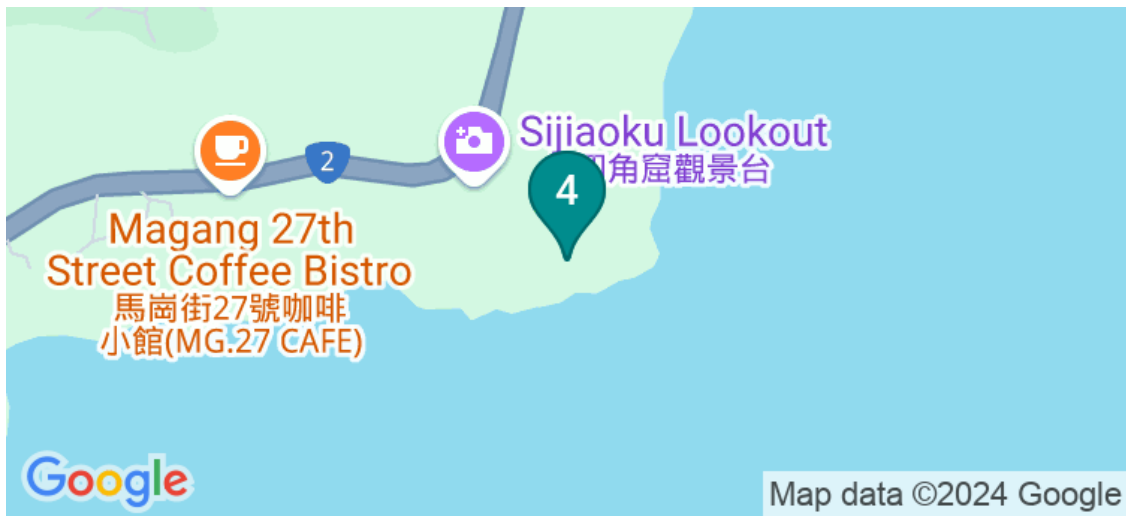 Sijiaoku Lookout
角窟觀景台
2
4
Magang 27th
Street Coffee Bistro
馬崗街27號咖啡
小館(MG.27 CAFE)
Google
Map data ©2024 Google